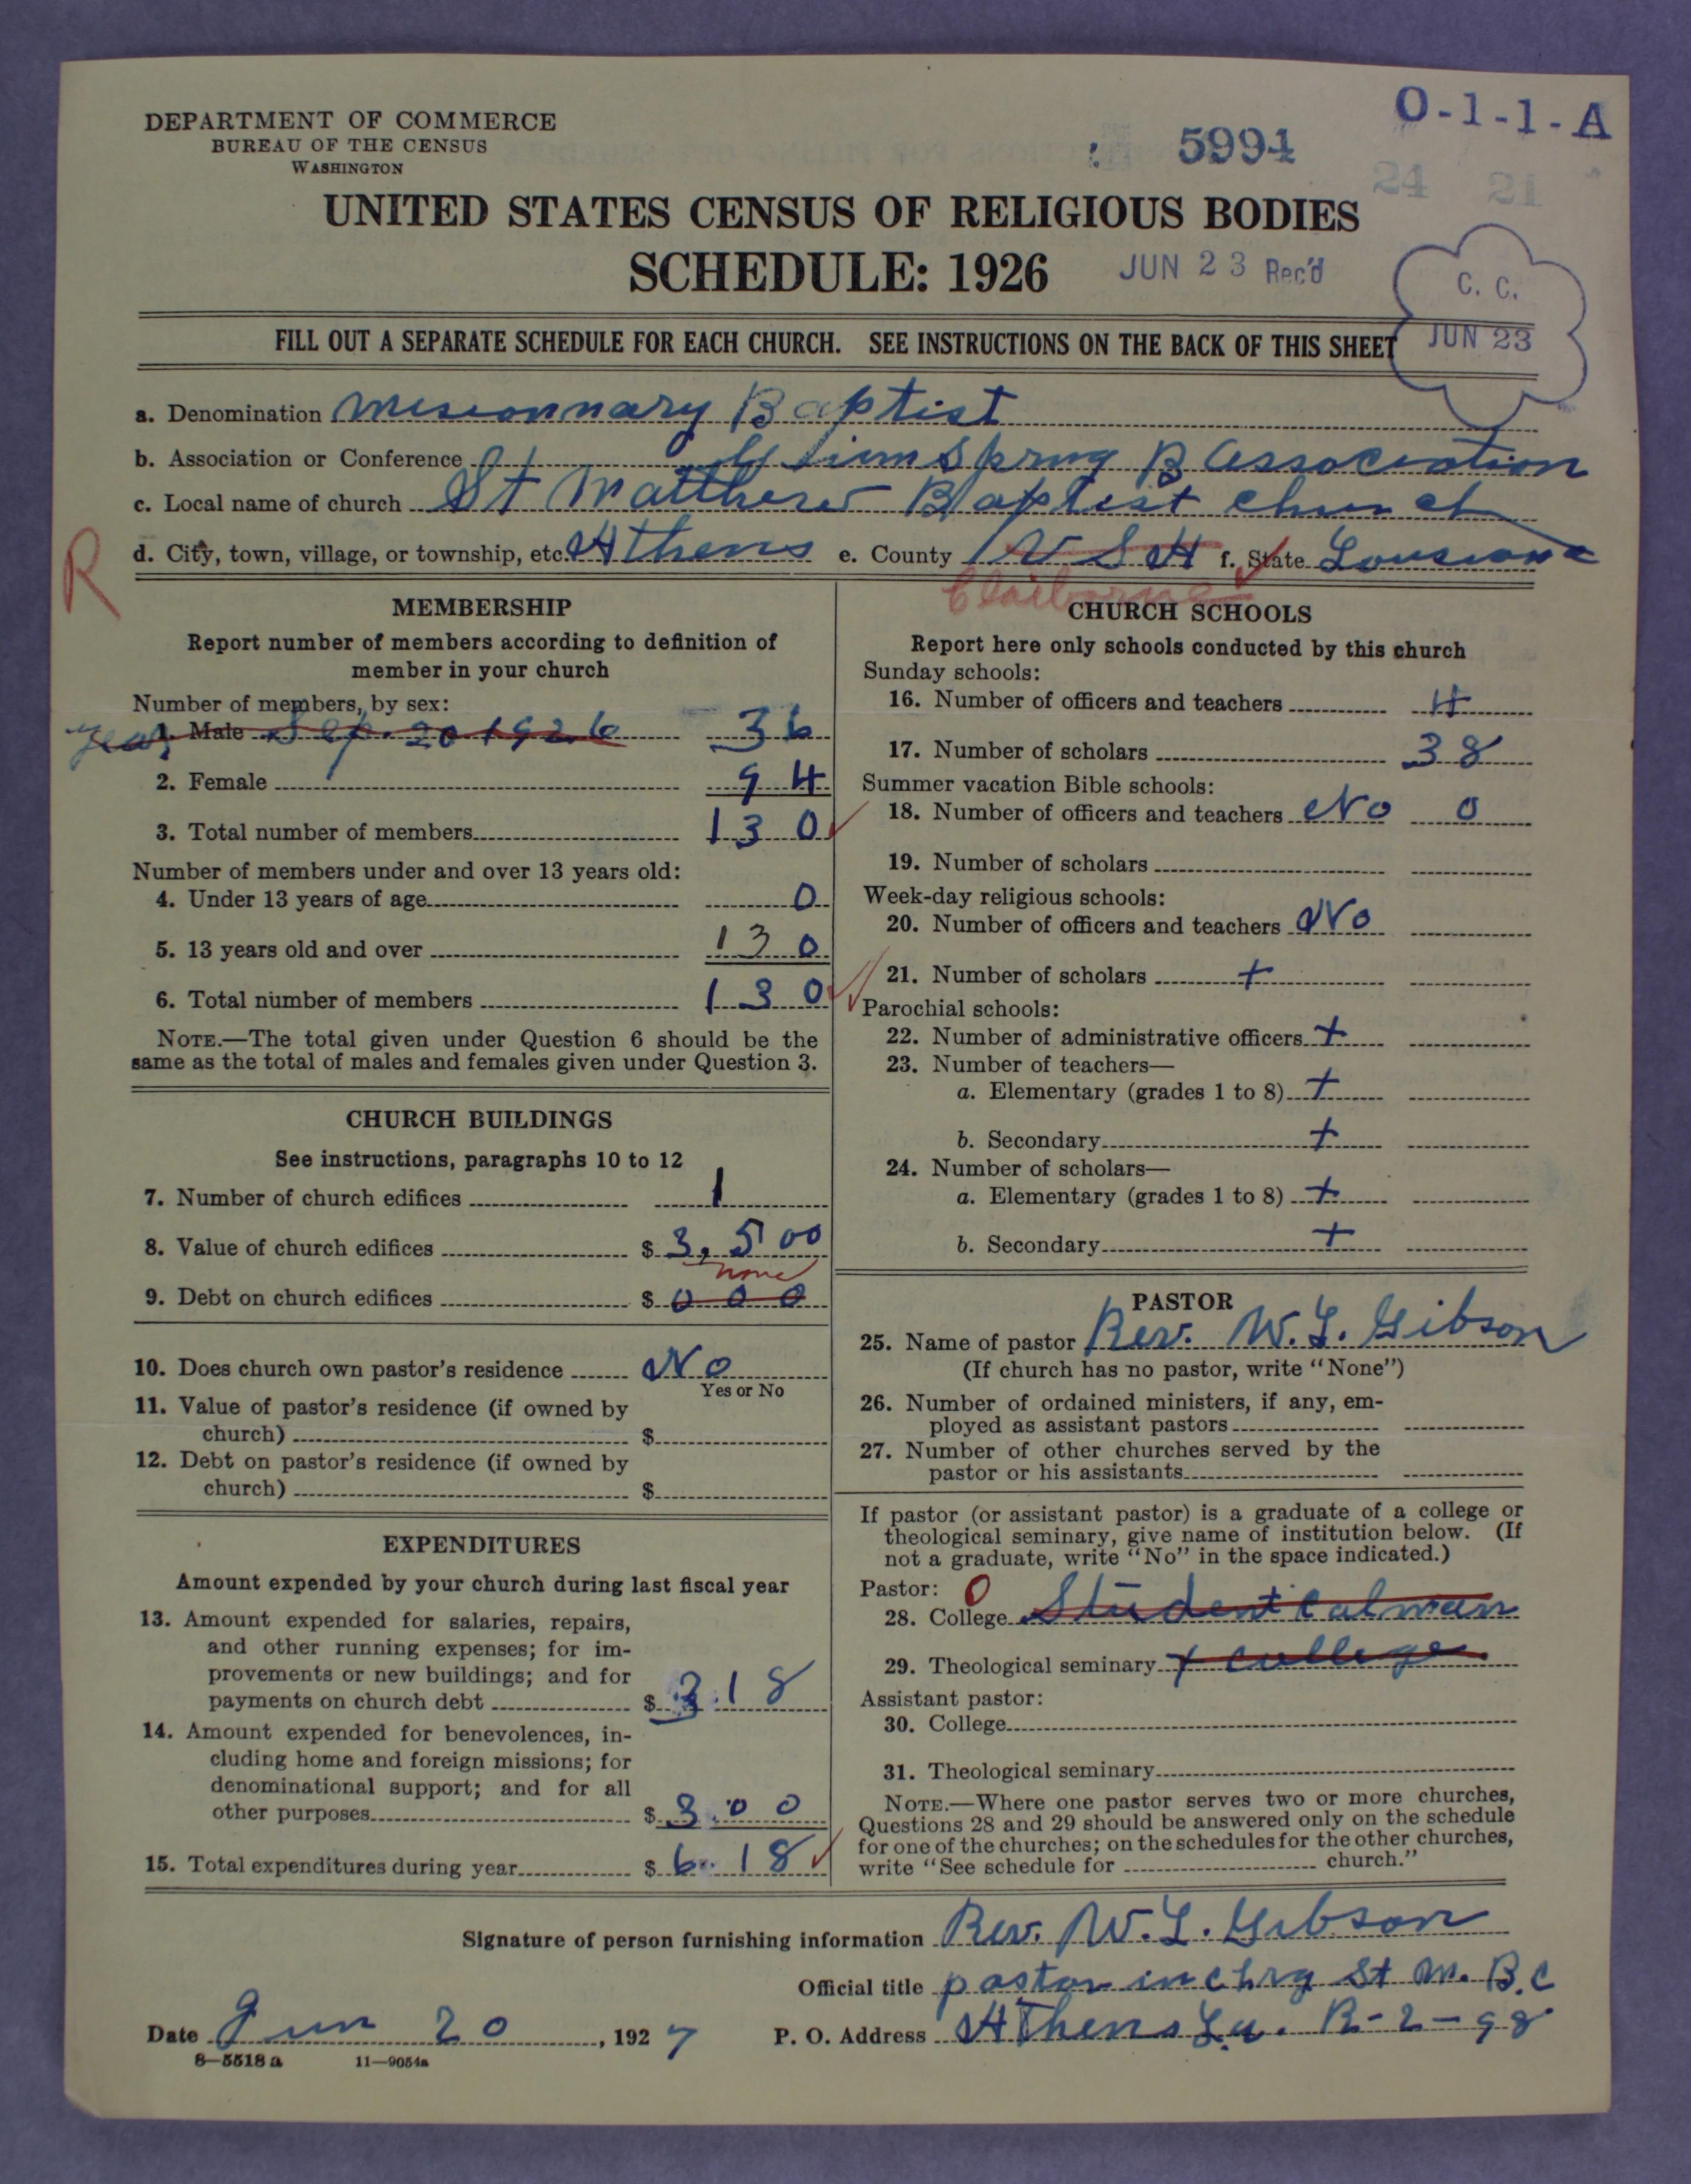 DEPARTMENT OF COMMERCE
BUREAU OF THE CENSUS
WASHINGTON
O-1-1-A
5994
24 21
UNITED STATES CENSUS OF RELIGIOUS BODIES
SCHEDULE: 1926
JUN 23 Rec'd
C. C.
JUN 23
FILL OUT A SEPARATE SCHEDULE FOR EACH CHURCH. SEE INSTRUCTIONS ON THE BACK OF THIS SHEET
a. Denomination Missionnary Baptist
b. Association or Conference Spring B Association
c. Local name of church St Matthew Baptist church
d. City, town, village, or township, etc. Athens e. County U S A f. State Lousiana
R
Claiborne
MEMBERSHIP
Report number of members according to definition of
member in your church
Number of members, by sex:
year
1. Male Sep. 20 1926 36
2. Female 94
3. Total number of members 130
Number of members under and over 13 years old:
4. Under 13 years of age 0
5. 13 years old and over 130
6. Total number of members 130
NOTE.—The total given under Question 6 should be the
same as the total of males and females given under Question 3.
CHURCH BUILDINGS
See instructions, paragraphs 10 to 12
7. Number of church edifices 1
8. Value of church edifices $ 3,500
none
9. Debt on church edifices $ 000
10. Does church own pastor's residence No
Yes or No
11. Value of pastor's residence (if owned by
church) $
12. Debt on pastor's residence (if owned by
church) $
EXPENDITURES
Amount expended by your church during last fiscal year
13. Amount expended for salaries, repairs,
and other running expenses; for im-
provements or new buildings; and for
payments on church debt $ 318
14. Amount expended for benevolences, in-
cluding home and foreign missions; for
denominational support; and for all
other purposes $ 3.00
15. Total expenditures during year $ 6.18
CHURCH SCHOOLS
Report here only schools conducted by this church
Sunday schools:
16. Number of officers and teachers 4
17. Number of scholars 38
Summer vacation Bible schools:
18. Number of officers and teachers No 0
19. Number of scholars
Week-day religious schools:
20. Number of officers and teachers No
21. Number of scholars +
Parochial schools:
22. Number of administrative officers +
23. Number of teachers—
a. Elementary (grades 1 to 8) +
b. Secondary +
24. Number of scholars—
a. Elementary (grades 1 to 8) +
b. Secondary +
PASTOR
25. Name of pastor Rev. W. L. Gibson
(If church has no pastor, write "None")
26. Number of ordained ministers, if any, em-
ployed as assistant pastors
27. Number of other churches served by the
pastor or his assistants
If pastor (or assistant pastor) is a graduate of a college or
theological seminary, give name of institution below. (If
not a graduate, write "No" in the space indicated.)
Pastor: 0
28. College Student Calman
29. Theological seminary + college
Assistant pastor:
30. College
31. Theological seminary
NOTE.—Where one pastor serves two or more churches,
Questions 28 and 29 should be answered only on the schedule
for one of the churches; on the schedules for the other churches,
write "See schedule for church."
Signature of person furnishing information Rev. W. L. Gibson
Official title pastor in chrg St M. B. C
Date Jun 20, 1927 P. O. Address Athens La. R-2-98
8—5518 a 11—9054a